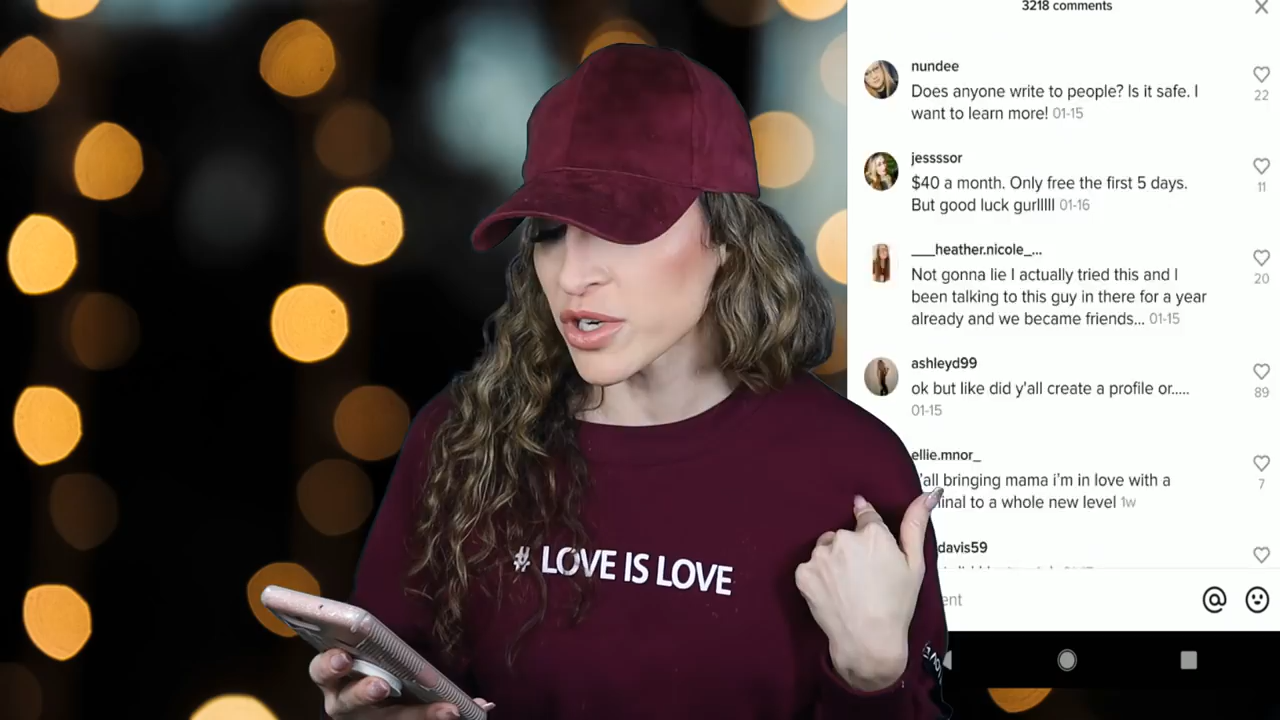 3218 comments
nundee
Does anyone write to people? Is it safe. I
want to learn more! 01-15
22
jessssor
$40 a month. Only free the first 5 days.
But good luck gurlllll 01-16
11
___heather.nicole_...
Not gonna lie I actually tried this and I
been talking to this guy in there for a year
already and we became friends... 01-15
20
ashleyd99
ok but like did y'all create a profile or.....
01-15
89
ellie.mnor_
'all bringing mama i'm in love with a
inal to a whole new level 1w
7
davis59
ent
# LOVE IS LOVE